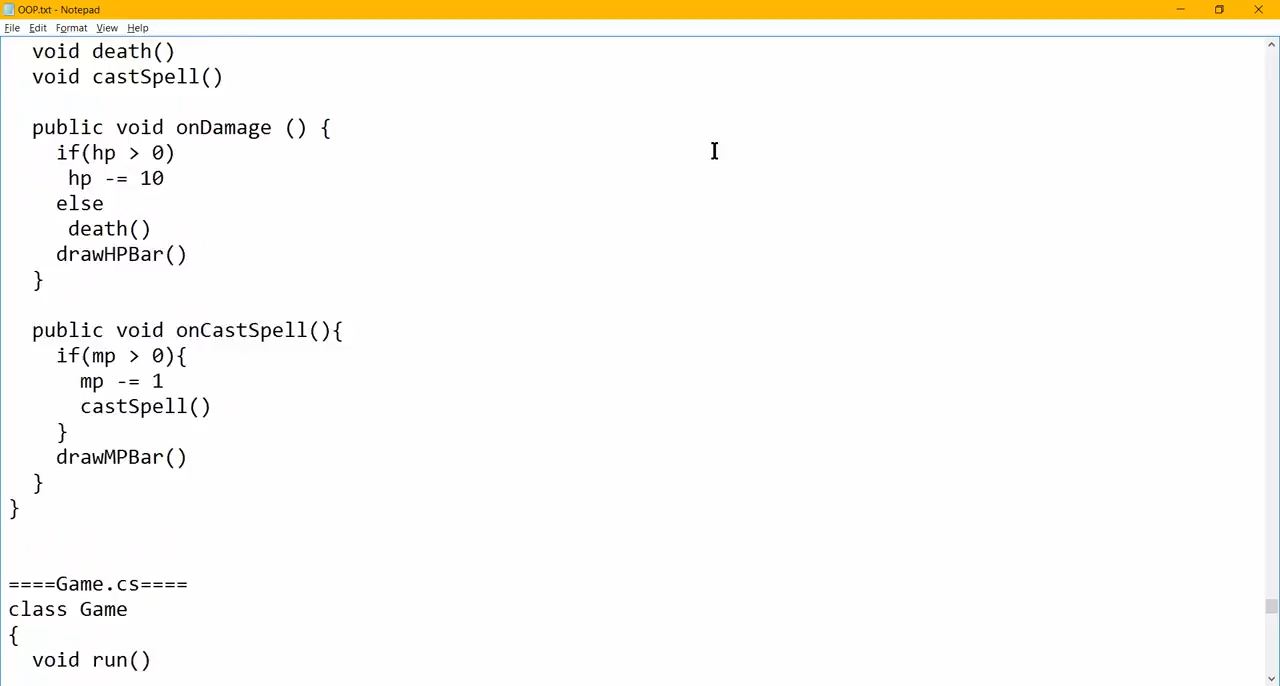 OOP.txt - Notepad
File Edit Format View Help
void death()
void castSpell()
public void onDamage () {
if(hp > 0)
hp -= 10
else
death()
drawHPBar()
}
public void onCastSpell(){
if(mp > 0){
mp -= 1
castSpell()
}
drawMPBar()
}
}
====Game.cs====
class Game
{
void run()